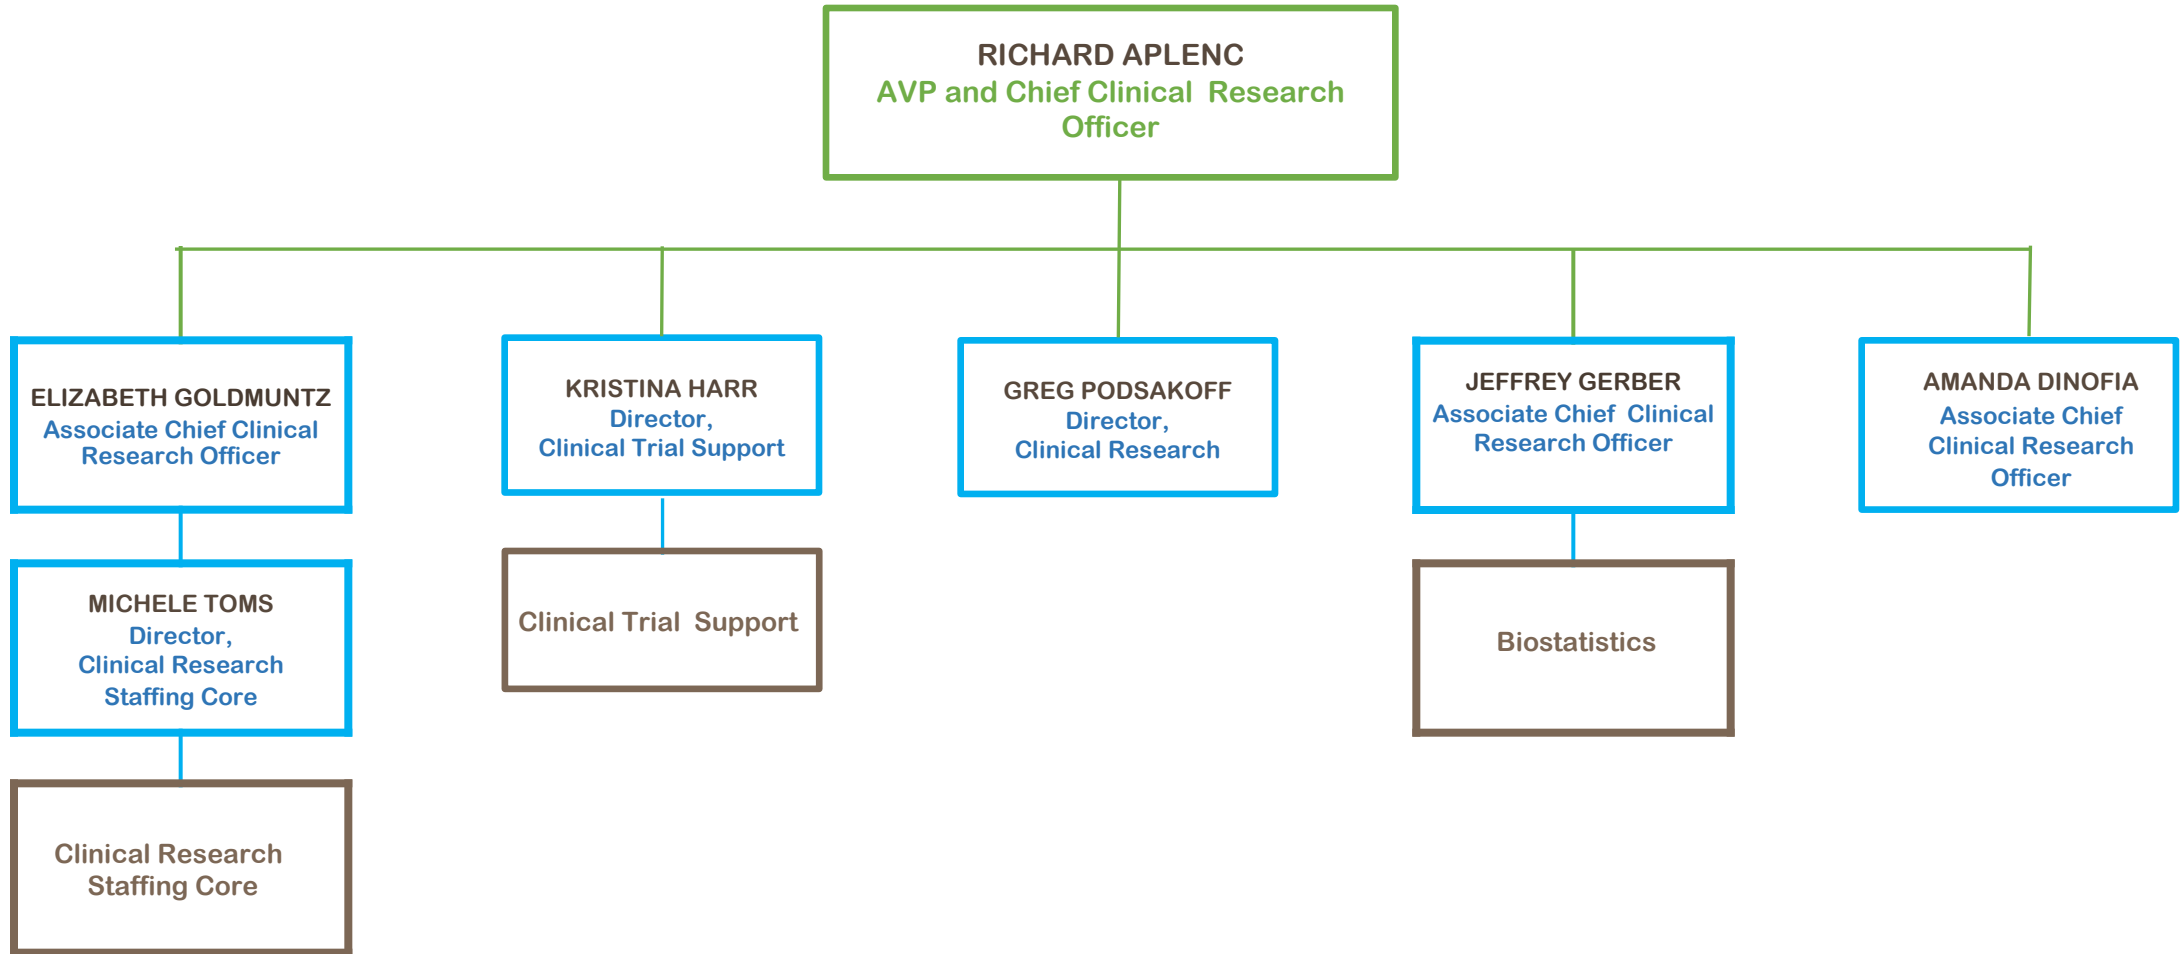 RICHARD APLENC
AVP and Chief Clinical Research
Officer
ELIZABETH GOLDMUNTZ
Associate Chief Clinical
Research Officer
KRISTINA HARR
Director,
Clinical Trial Support
GREG PODSAKOFF
Director,
Clinical Research
JEFFREY GERBER
Associate Chief Clinical
Research Officer
AMANDA DINOFIA
Associate Chief
Clinical Research
Officer
MICHELE TOMS
Director,
Clinical Research
Staffing Core
Clinical Trial Support
Biostatistics
Clinical Research
Staffing Core